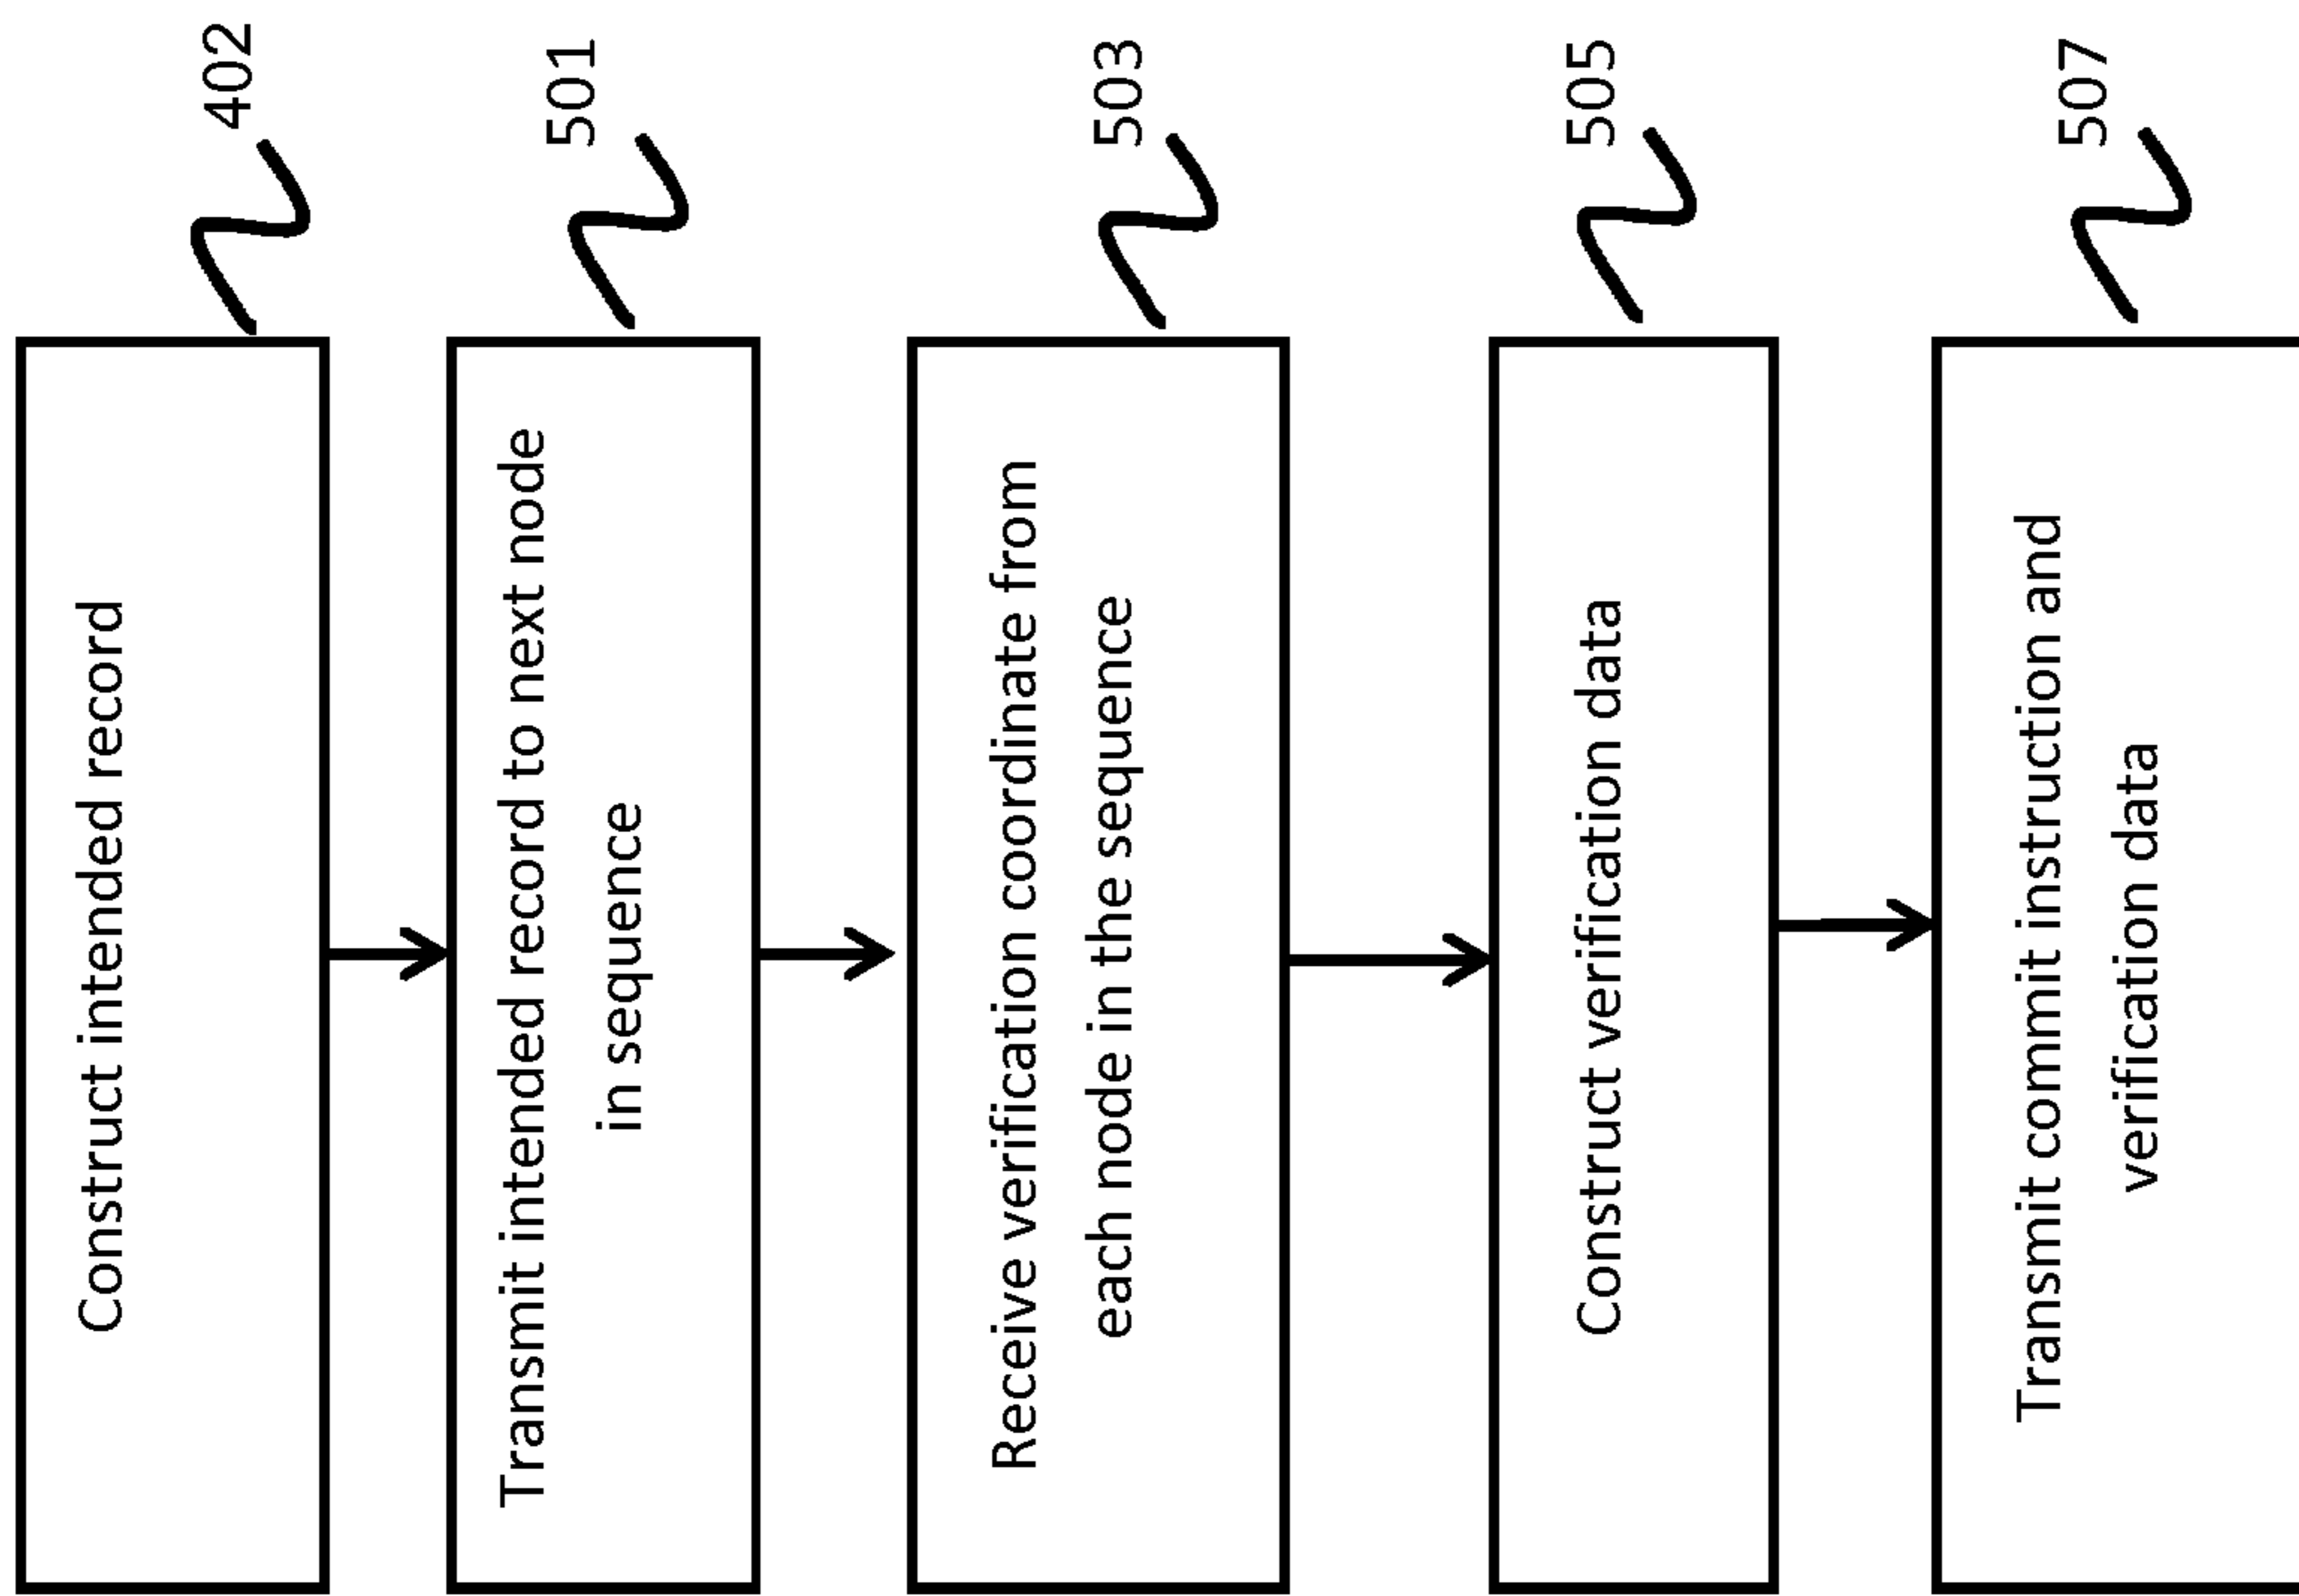 Construct intended record
402
Transmit intended record to next node
in sequence
501
Receive verification coordinate from
each node in the sequence
503
Construct verification data
505
Transmit commit instruction and
verification data
507